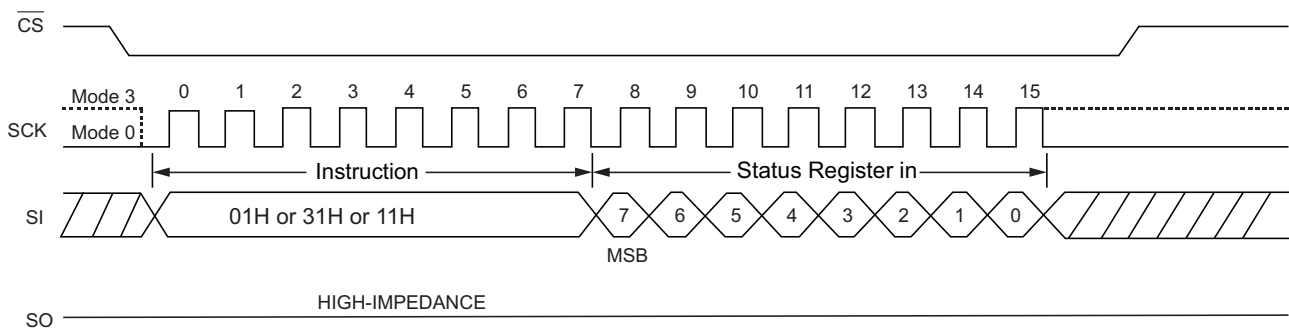 CS
Mode 3
0 1 2 3 4 5 6 7 8 9 10 11 12 13 14 15
SCK
Mode 0
Instruction
Status Register in
SI
01H or 31H or 11H
7 6 5 4 3 2 1 0
MSB
HIGH-IMPEDANCE
SO